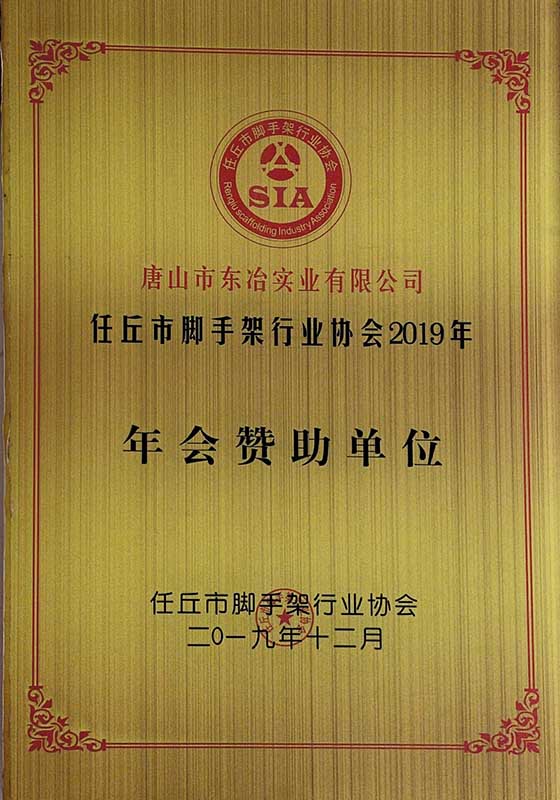 任丘市脚手架行业协会
SIA
Renqiu scaffolding Industry Association
唐山市东冶实业有限公司
任丘市脚手架行业协会2019年
年会赞助单位
任丘市脚手架行业协会
二〇一九年十二月